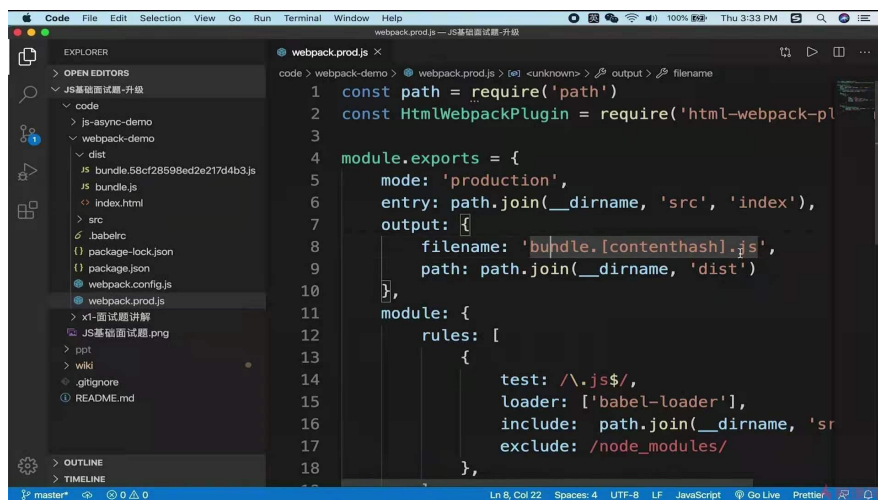 Code File Edit Selection View Go Run Terminal Window Help 100% Thu 3:33 PM
webpack.prod.js — JS基础面试题-升级
EXPLORER
webpack.prod.js
OPEN EDITORS
code > webpack-demo > webpack.prod.js > <unknown> > output > filename
JS基础面试题-升级
code
js-async-demo
webpack-demo
dist
JS bundle.58cf28598ed2e217d4b3.js
JS bundle.js
<> index.html
src
.babelrc
{} package-lock.json
{} package.json
webpack.config.js
webpack.prod.js
x1-面试题讲解
JS基础面试题.png
ppt
wiki
.gitignore
README.md
OUTLINE
TIMELINE
1 const path = require('path')
2 const HtmlWebpackPlugin = require('html-webpack-pl
3
4 module.exports = {
5 mode: 'production',
6 entry: path.join(__dirname, 'src', 'index'),
7 output: {
8 filename: 'bundle.[contenthash].js',
9 path: path.join(__dirname, 'dist')
10 },
11 module: {
12 rules: [
13 {
14 test: /\.js$/,
15 loader: ['babel-loader'],
16 include: path.join(__dirname, 'sr
17 exclude: /node_modules/
18 },
master* 0 0 Ln 8, Col 22 Spaces: 4 UTF-8 LF JavaScript Go Live Prettier